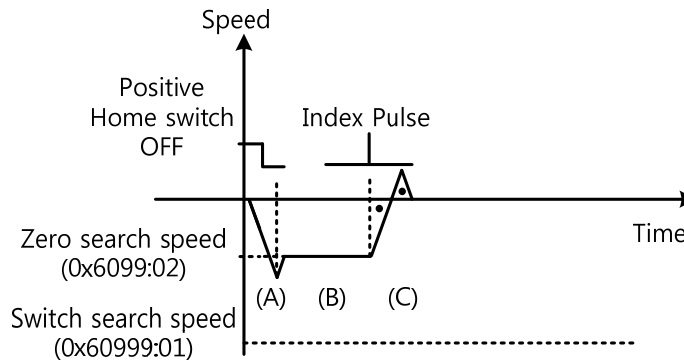 Speed
Positive
Home switch
OFF
Index Pulse
Time
Zero search speed
(0x6099:02)
(A)
(B)
(C)
Switch search speed
(0x60999:01)